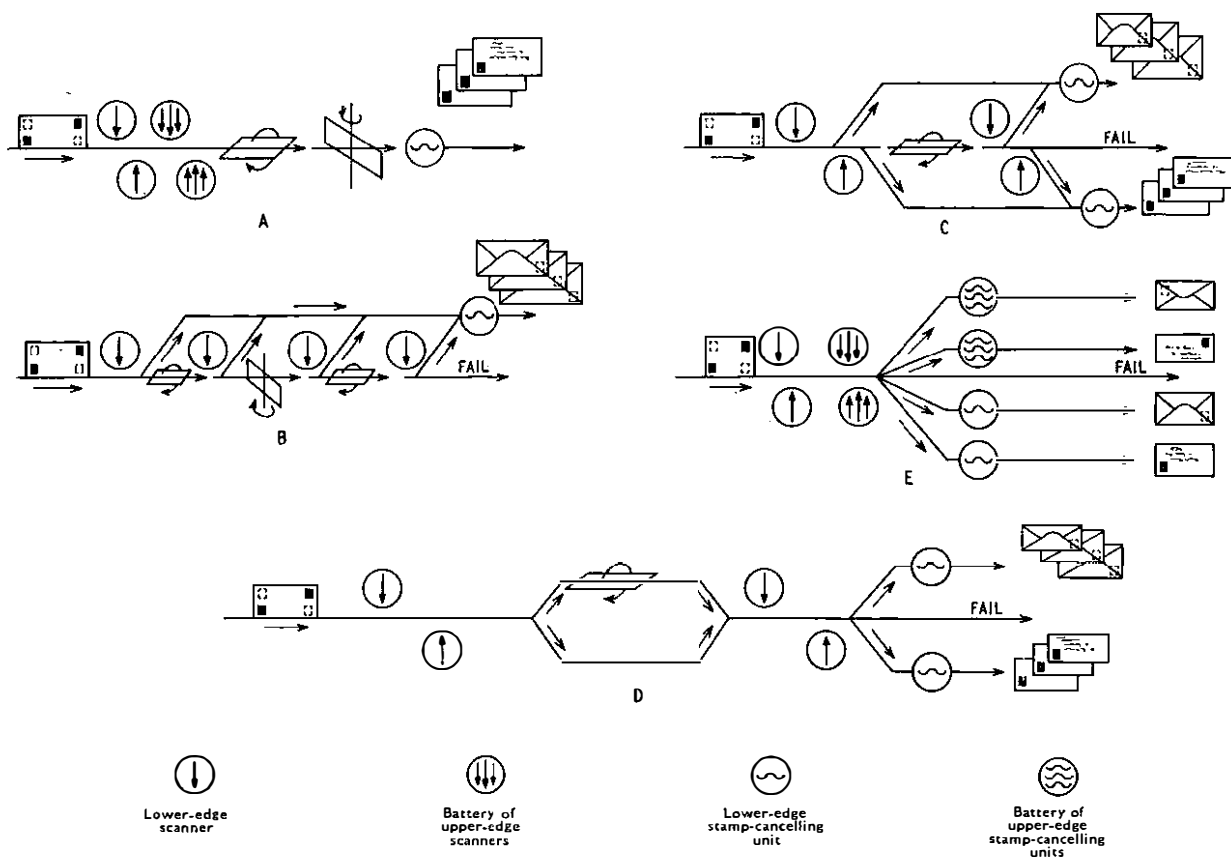 A
FAIL
C
FAIL
B
FAIL
E
FAIL
D
Lower-edge
scanner
Battery of
upper-edge
scanners
Lower-edge
stamp-cancelling
unit
Battery of
upper-edge
stamp-cancelling
units